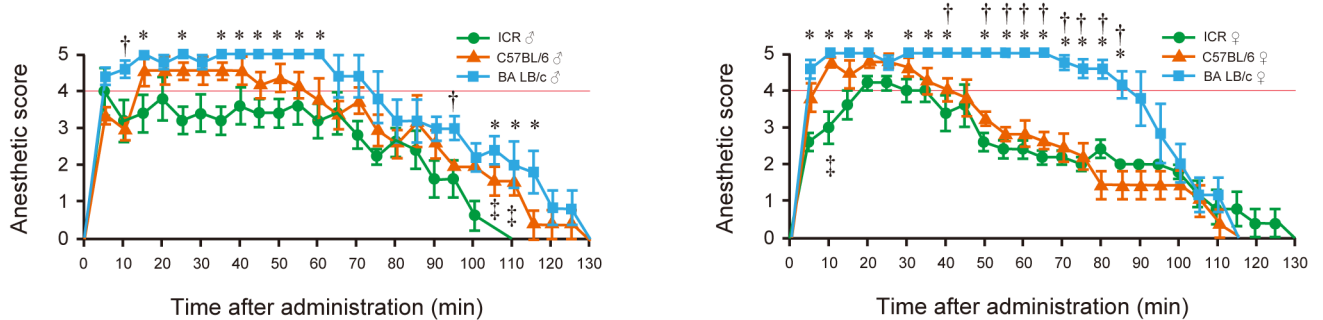 † * * * * * * * *
ICR ♂
C57BL/6 ♂
BA LB/c ♂
5
4
3
2
1
0
Anesthetic score
†
* * *
‡ ‡
0 10 20 30 40 50 60 70 80 90 100 110 120 130
Time after administration (min)
† † † † † † † † †
* * * * * * * * * * * * * * *
ICR ♀
C57BL/6 ♀
BA LB/c ♀
5
4
3
2
1
0
Anesthetic score
‡
0 10 20 30 40 50 60 70 80 90 100 110 120 130
Time after administration (min)